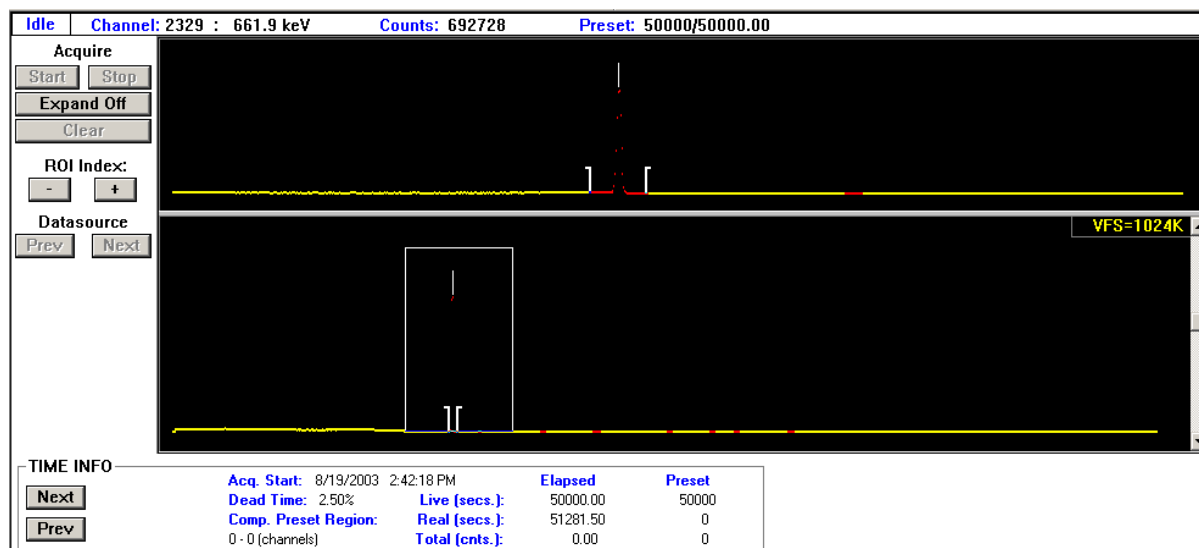 Idle Channel: 2329 : 661.9 keV Counts: 692728 Preset: 50000/50000.00
Acquire
Start Stop
Expand Off
Clear
ROI Index:
- +
Datasource
Prev Next
VFS=1024K
TIME INFO
Next
Prev
Acq. Start: 8/19/2003 2:42:18 PM Elapsed Preset
Dead Time: 2.50% Live (secs.): 50000.00 50000
Comp. Preset Region: Real (secs.): 51281.50 0
0 - 0 (channels) Total (cnts.): 0.00 0